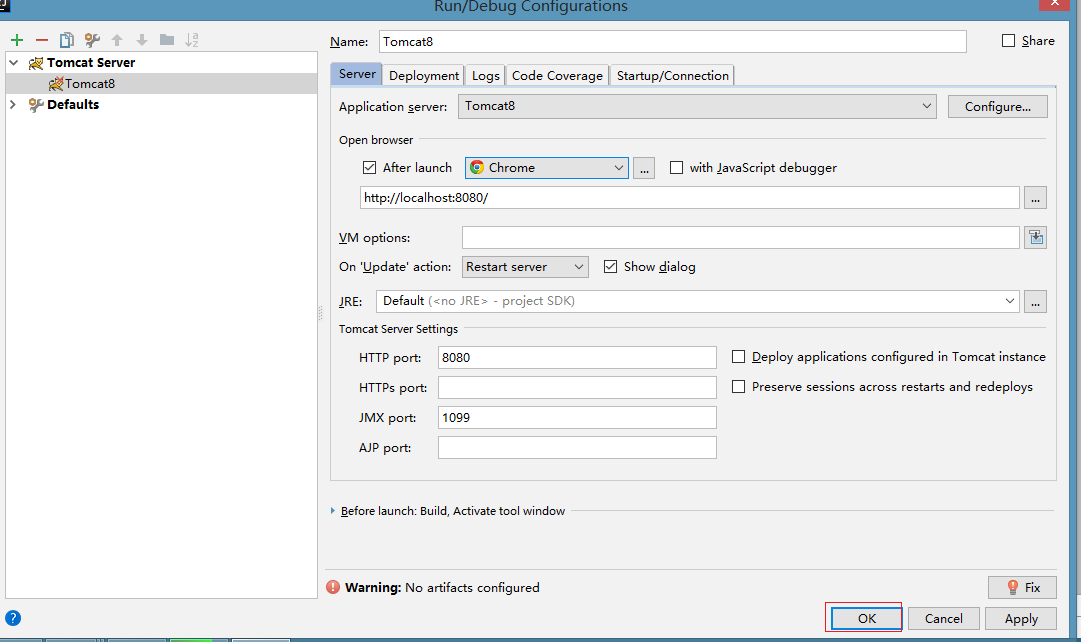 Run/Debug Configurations
Tomcat Server
Tomcat8
Defaults
Name: Tomcat8 Share
Server Deployment Logs Code Coverage Startup/Connection
Application server: Tomcat8 Configure...
Open browser
After launch Chrome ... with JavaScript debugger
http://localhost:8080/ ...
VM options:
On 'Update' action: Restart server Show dialog
JRE: Default (<no JRE> - project SDK) ...
Tomcat Server Settings
HTTP port: 8080 Deploy applications configured in Tomcat instance
HTTPs port: Preserve sessions across restarts and redeploys
JMX port: 1099
AJP port:
Before launch: Build, Activate tool window
Warning: No artifacts configured Fix
? OK Cancel Apply